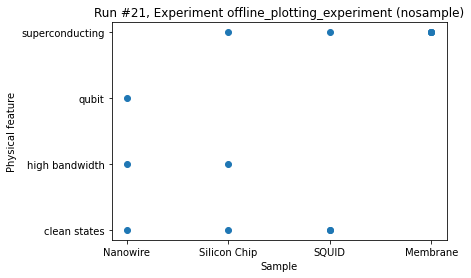 Run #21, Experiment offline_plotting_experiment (nosample)
superconducting
qubit
Physical feature
high bandwidth
clean states
Nanowire Silicon Chip SQUID Membrane
Sample